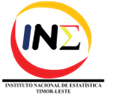 INΣ
INSTITUTO NACIONAL DE ESTATÍSTICA
TIMOR-LESTE